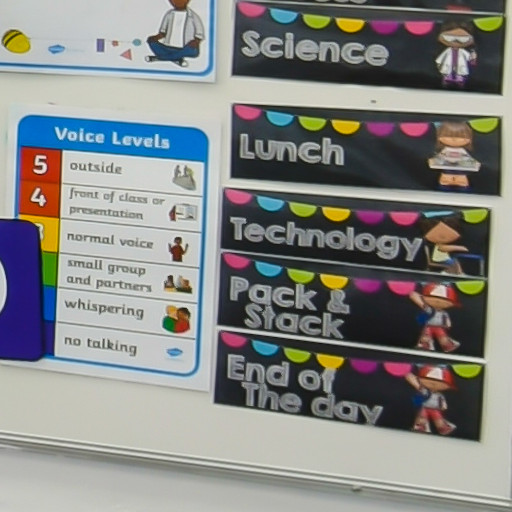 Science
Voice Levels
5 outside
4 front of class or
presentation
normal voice
small group
and partners
whispering
no talking
Lunch
Technology
Pack &
Stack
End of
The day